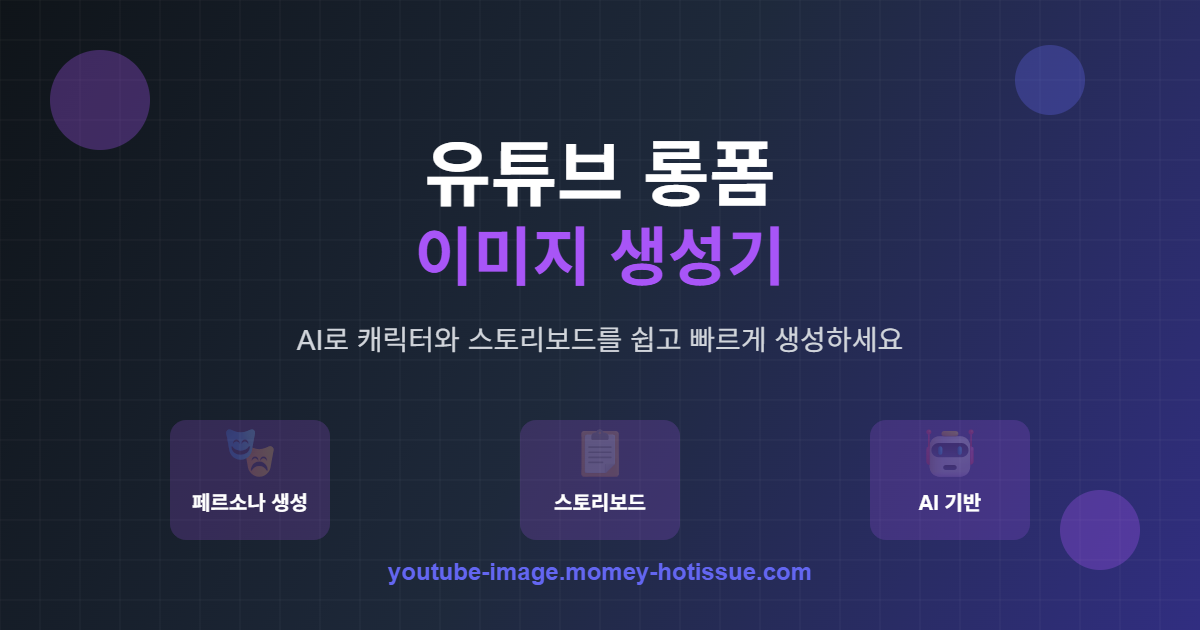 유튜브 롱폼
이미지 생성기
AI로 캐릭터와 스토리보드를 쉽고 빠르게 생성하세요
페르소나 생성
스토리보드
AI 기반
youtube-image.momey-hotissue.com